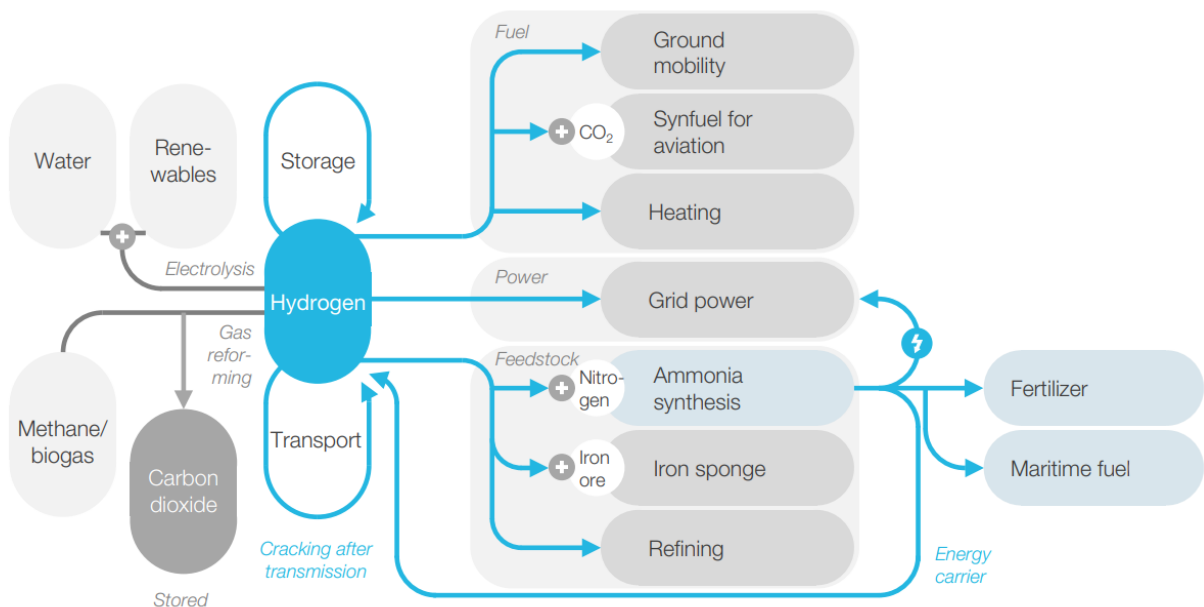 Water
Rene-
wables
Electrolysis
Methane/
biogas
Gas
refor-
ming
Carbon
dioxide
Stored
Storage
Hydrogen
Transport
Cracking after
transmission
Fuel
Ground
mobility
CO₂
Synfuel for
aviation
Heating
Power
Grid power
Feedstock
Nitro-
gen
Ammonia
synthesis
Iron
ore
Iron sponge
Refining
Fertilizer
Maritime fuel
Energy
carrier